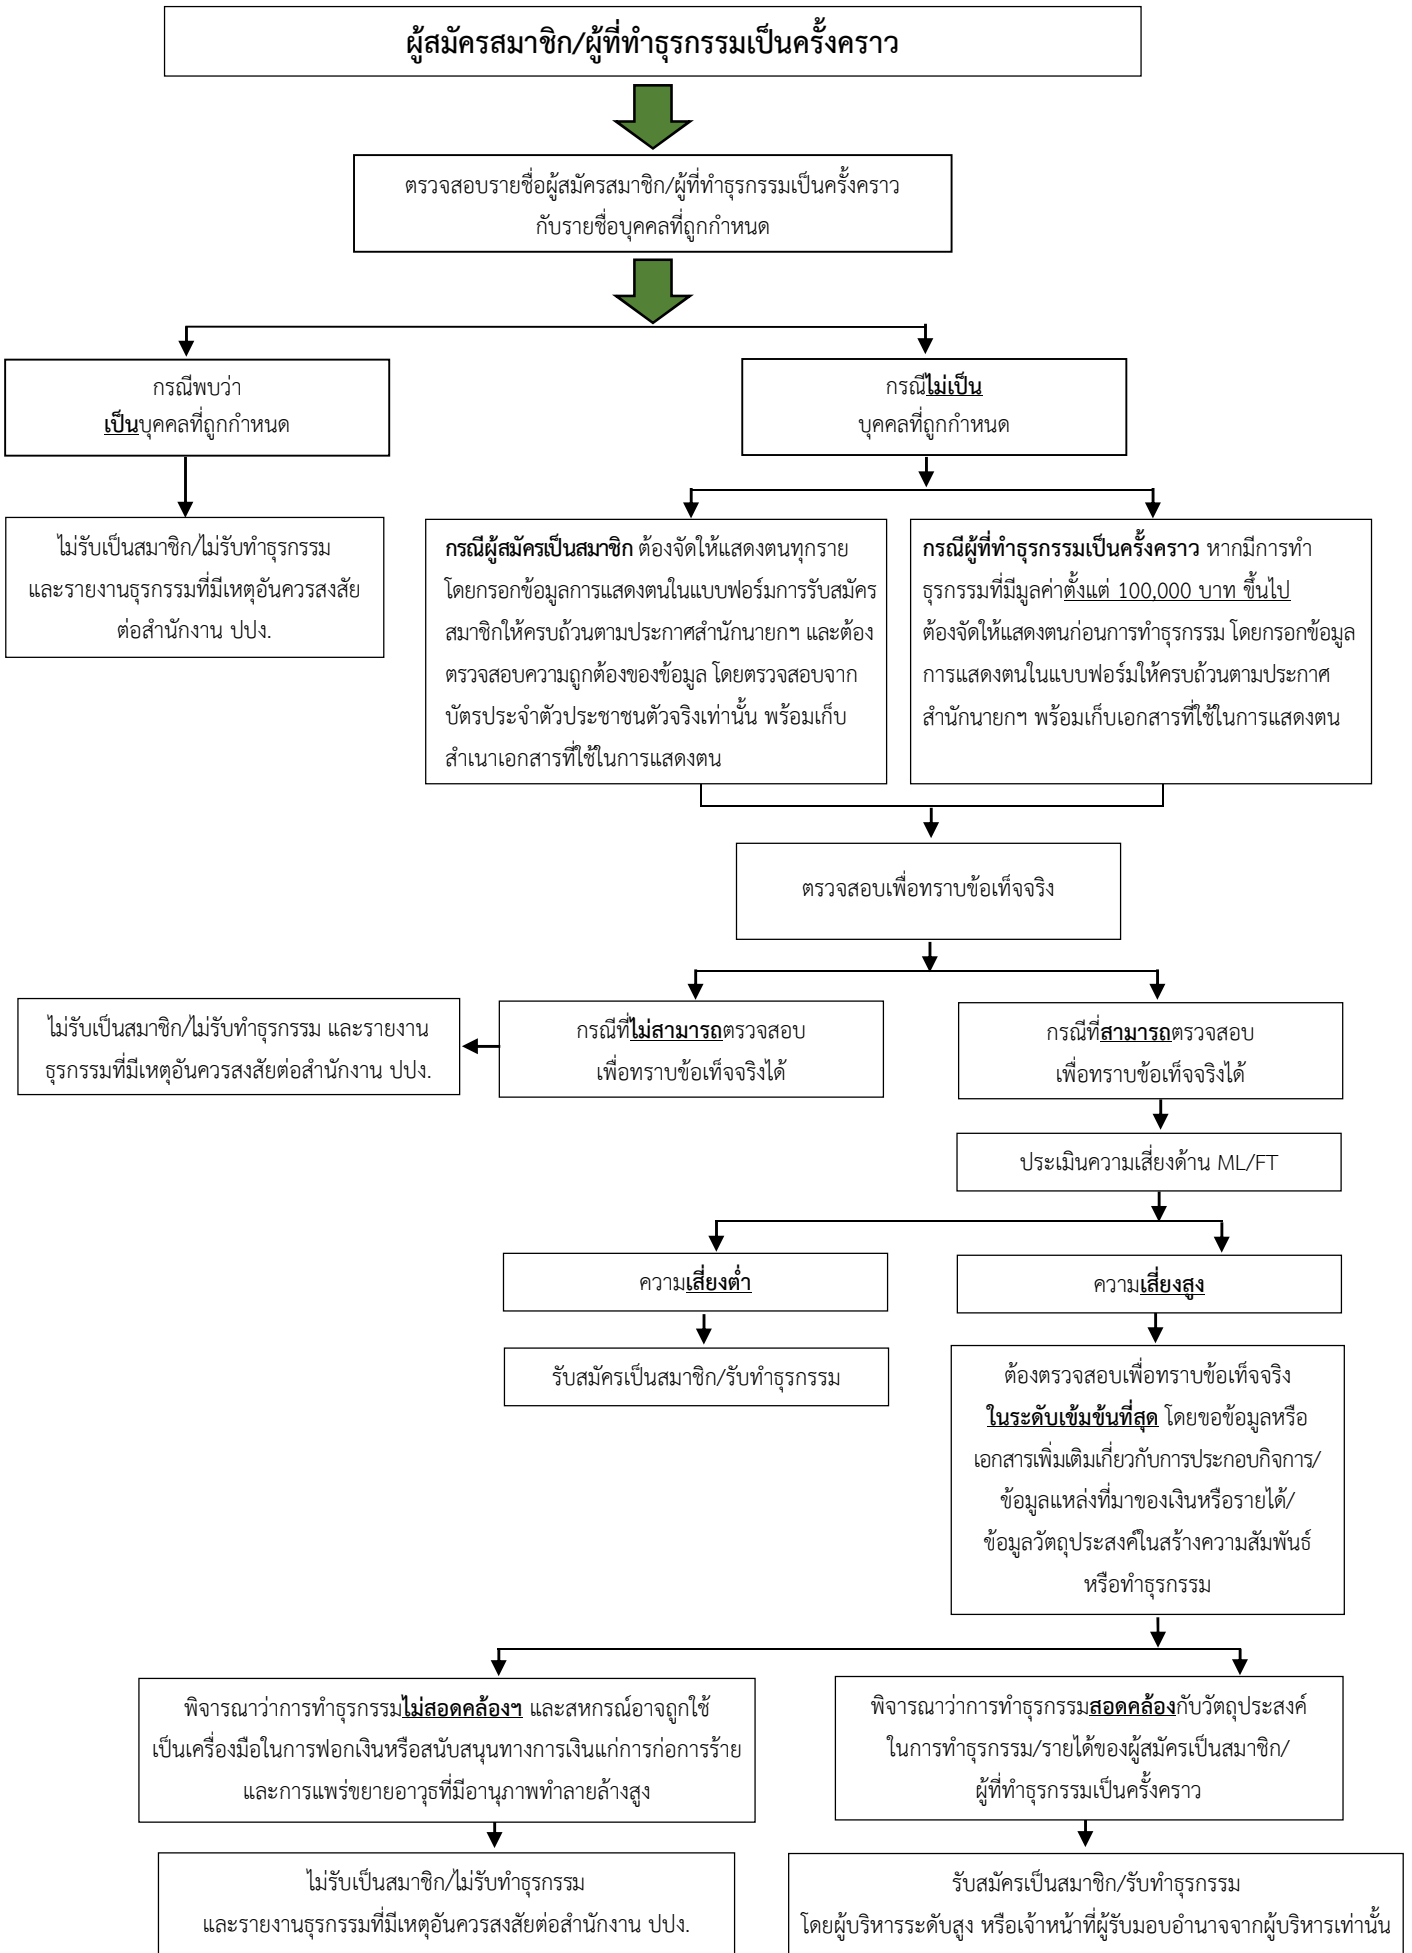 ผู้สมัครสมาชิก/ผู้ที่ทำธุรกรรมเป็นครั้งคราว
ตรวจสอบรายชื่อผู้สมัครสมาชิก/ผู้ที่ทำธุรกรรมเป็นครั้งคราว
กับรายชื่อบุคคลที่ถูกกำหนด
กรณีพบว่า
เป็นบุคคลที่ถูกกำหนด
กรณีไม่เป็น
บุคคลที่ถูกกำหนด
ไม่รับเป็นสมาชิก/ไม่รับทำธุรกรรม
และรายงานธุรกรรมที่มีเหตุอันควรสงสัย
ต่อสำนักงาน ปปง.
กรณีผู้สมัครเป็นสมาชิก ต้องจัดให้แสดงตนทุกราย
โดยกรอกข้อมูลการแสดงตนในแบบฟอร์มการรับสมัคร
สมาชิกให้ครบถ้วนตามประกาศสำนักนายกฯ และต้อง
ตรวจสอบความถูกต้องของข้อมูล โดยตรวจสอบจาก
บัตรประจำตัวประชาชนตัวจริงเท่านั้น พร้อมเก็บ
สำเนาเอกสารที่ใช้ในการแสดงตน
กรณีผู้ที่ทำธุรกรรมเป็นครั้งคราว หากมีการทำ
ธุรกรรมที่มีมูลค่าตั้งแต่ 100,000 บาท ขึ้นไป
ต้องจัดให้แสดงตนก่อนการทำธุรกรรม โดยกรอกข้อมูล
การแสดงตนในแบบฟอร์มให้ครบถ้วนตามประกาศ
สำนักนายกฯ พร้อมเก็บเอกสารที่ใช้ในการแสดงตน
ตรวจสอบเพื่อทราบข้อเท็จจริง
ไม่รับเป็นสมาชิก/ไม่รับทำธุรกรรม และรายงาน
ธุรกรรมที่มีเหตุอันควรสงสัยต่อสำนักงาน ปปง.
กรณีที่ไม่สามารถตรวจสอบ
เพื่อทราบข้อเท็จจริงได้
กรณีที่สามารถตรวจสอบ
เพื่อทราบข้อเท็จจริงได้
ประเมินความเสี่ยงด้าน ML/FT
ความเสี่ยงต่ำ
ความเสี่ยงสูง
รับสมัครเป็นสมาชิก/รับทำธุรกรรม
ต้องตรวจสอบเพื่อทราบข้อเท็จจริง
ในระดับเข้มข้นที่สุด โดยขอข้อมูลหรือ
เอกสารเพิ่มเติมเกี่ยวกับการประกอบกิจการ/
ข้อมูลแหล่งที่มาของเงินหรือรายได้/
ข้อมูลวัตถุประสงค์ในสร้างความสัมพันธ์
หรือทำธุรกรรม
พิจารณาว่าการทำธุรกรรมไม่สอดคล้องฯ และสหกรณ์อาจถูกใช้
เป็นเครื่องมือในการฟอกเงินหรือสนับสนุนทางการเงินแก่การก่อการร้าย
และการแพร่ขยายอาวุธที่มีอานุภาพทำลายล้างสูง
พิจารณาว่าการทำธุรกรรมสอดคล้องกับวัตถุประสงค์
ในการทำธุรกรรม/รายได้ของผู้สมัครเป็นสมาชิก/
ผู้ที่ทำธุรกรรมเป็นครั้งคราว
ไม่รับเป็นสมาชิก/ไม่รับทำธุรกรรม
และรายงานธุรกรรมที่มีเหตุอันควรสงสัยต่อสำนักงาน ปปง.
รับสมัครเป็นสมาชิก/รับทำธุรกรรม
โดยผู้บริหารระดับสูง หรือเจ้าหน้าที่ผู้รับมอบอำนาจจากผู้บริหารเท่านั้น